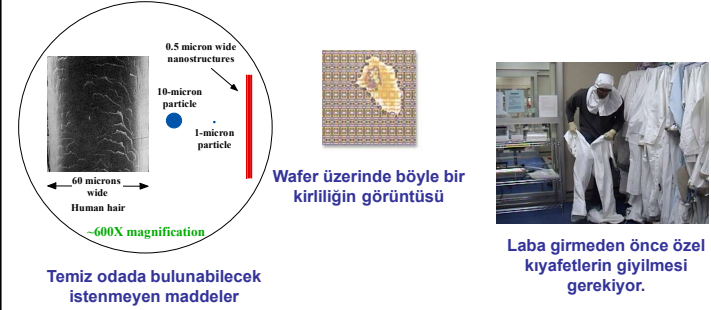 0.5 micron wide
nanostructures
10-micron
particle
1-micron
particle
60 microns
wide
Human hair
~600X magnification
Temiz odada bulunabilecek
istenmeyen maddeler
Wafer üzerinde böyle bir
kirliliğin görüntüsü
Laba girmeden önce özel
kıyafetlerin giyilmesi
gerekiyor.